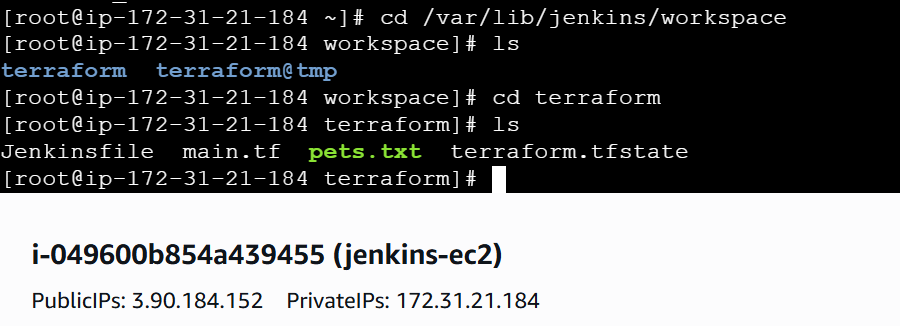 [root@ip-172-31-21-184 ~]# cd /var/lib/jenkins/workspace
[root@ip-172-31-21-184 workspace]# ls
terraform  terraform@tmp
[root@ip-172-31-21-184 workspace]# cd terraform
[root@ip-172-31-21-184 terraform]# ls
Jenkinsfile  main.tf  pets.txt  terraform.tfstate
[root@ip-172-31-21-184 terraform]#
i-049600b854a439455 (jenkins-ec2)
PublicIPs: 3.90.184.152    PrivateIPs: 172.31.21.184